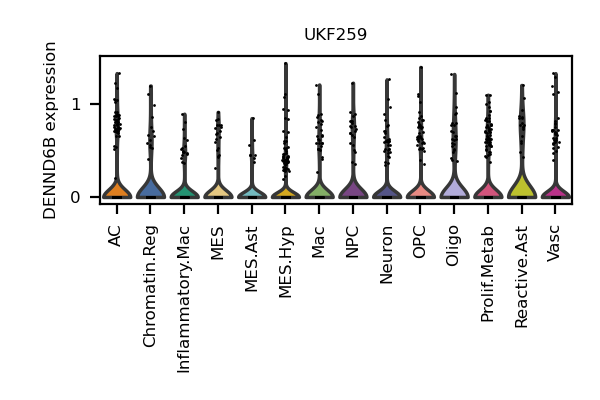 UKF259
DENND6B expression
1
0
AC
Chromatin.Reg
Inflammatory.Mac
MES
MES.Ast
MES.Hyp
Mac
NPC
Neuron
OPC
Oligo
Prolif.Metab
Reactive.Ast
Vasc